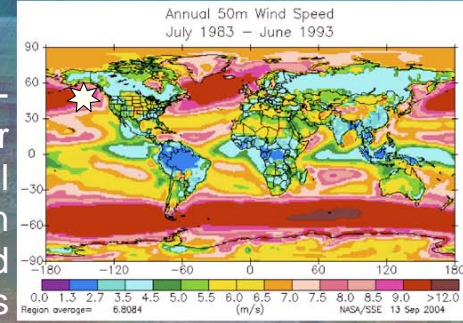 Annual 50m Wind Speed
July 1983 - June 1993
90
60
30
0
-30
-60
-90
-180 -120 -60 0 60 120 180
0.0 1.3 2.7 3.5 4.5 5.0 5.5 6.0 6.5 7.0 7.5 8.5 9.0 >12.0
Region average= 6.8084 (m/s) NASA/SSE 13 Sep 2004